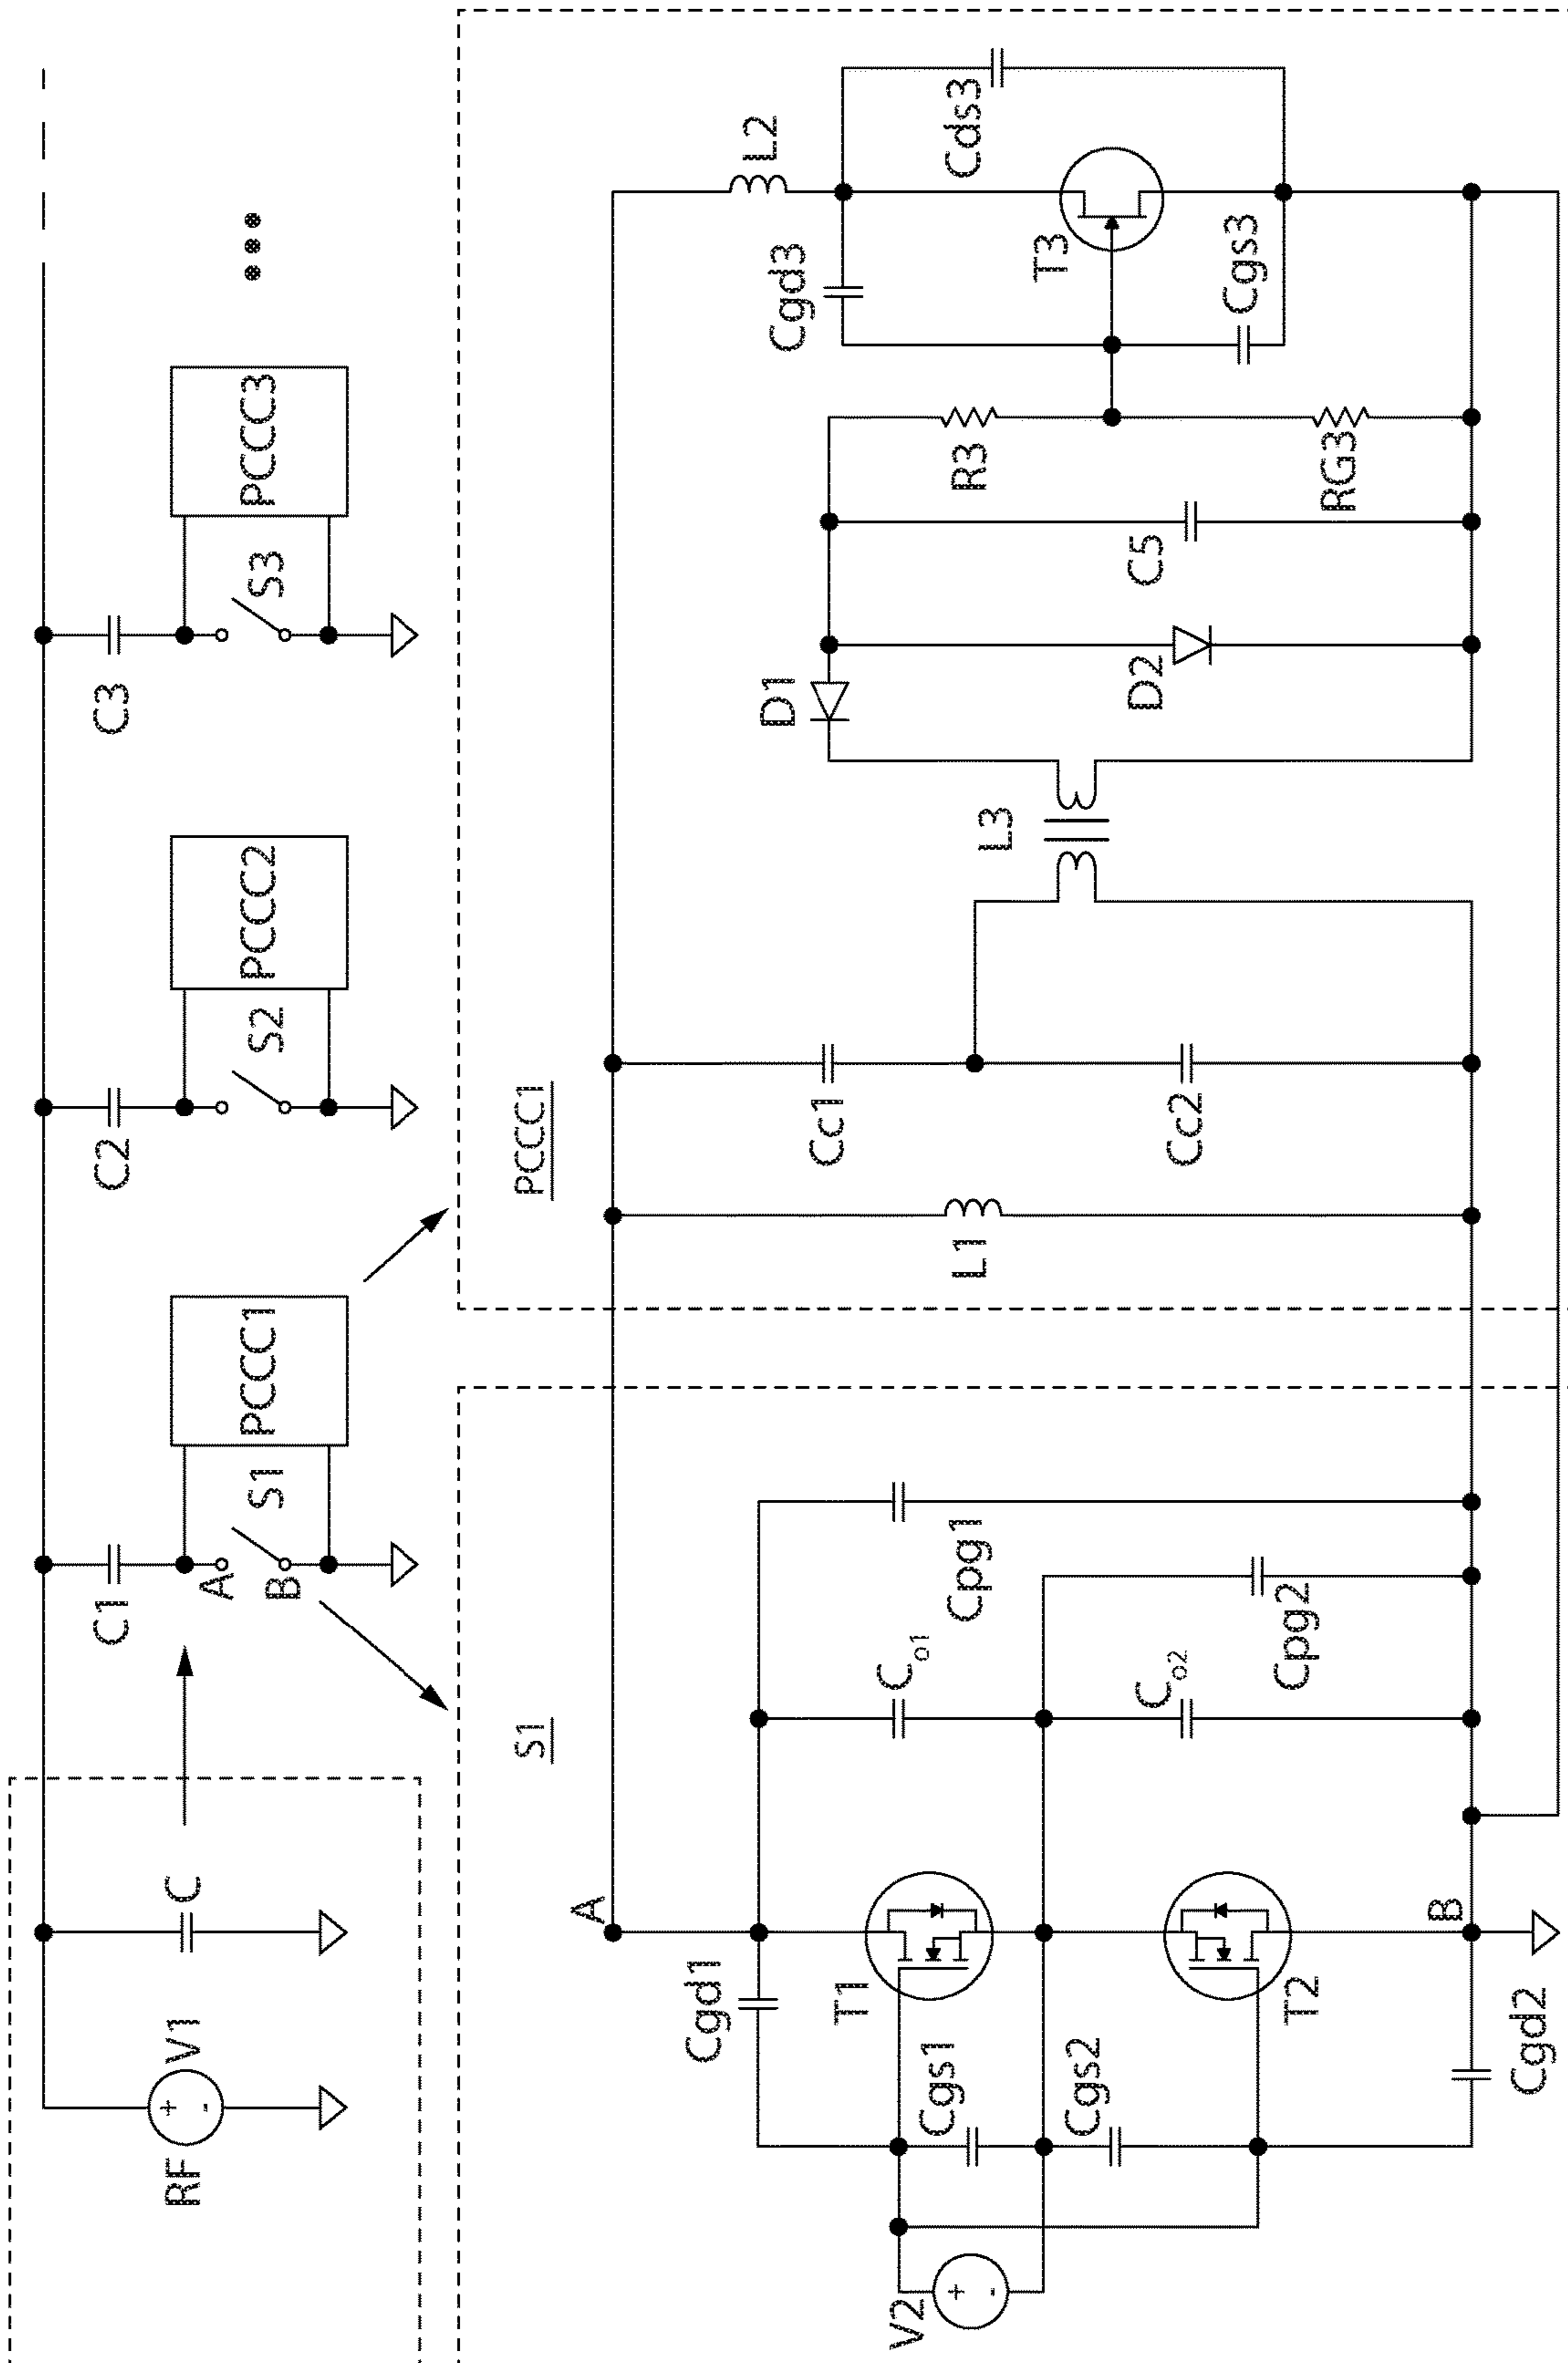 RF
+
-
V1
C
C1
A
B
S1
PCCC1
C2
S2
PCCC2
C3
S3
PCCC3
S1
V2
+
-
A
Cgd1
Cgs1
Cgs2
T1
T2
B
Cgd2
Co1
Co2
Cpg1
Cpg2
PCCC1
L1
Cc1
Cc2
L3
D1
D2
C5
R3
RG3
Cgd3
T3
Cgs3
L2
Cds3